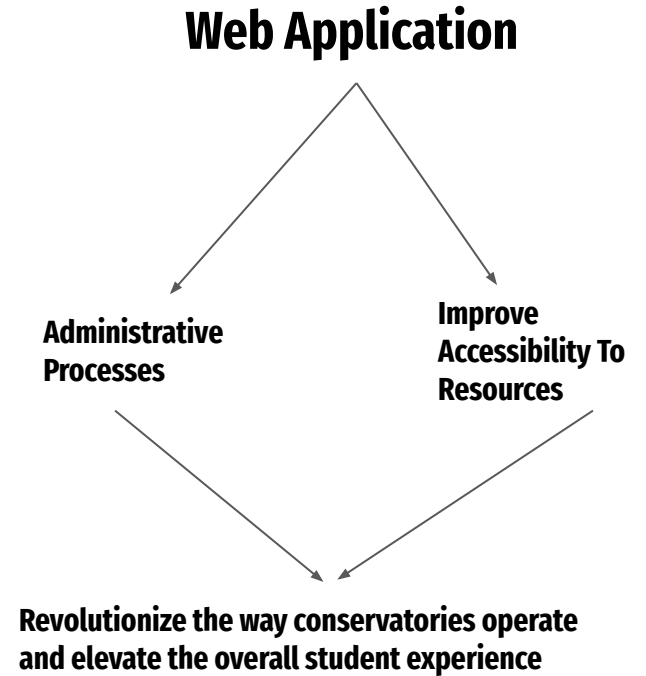 Web Application
Administrative
Processes
Improve
Accessibility To
Resources
Revolutionize the way conservatories operate
and elevate the overall student experience